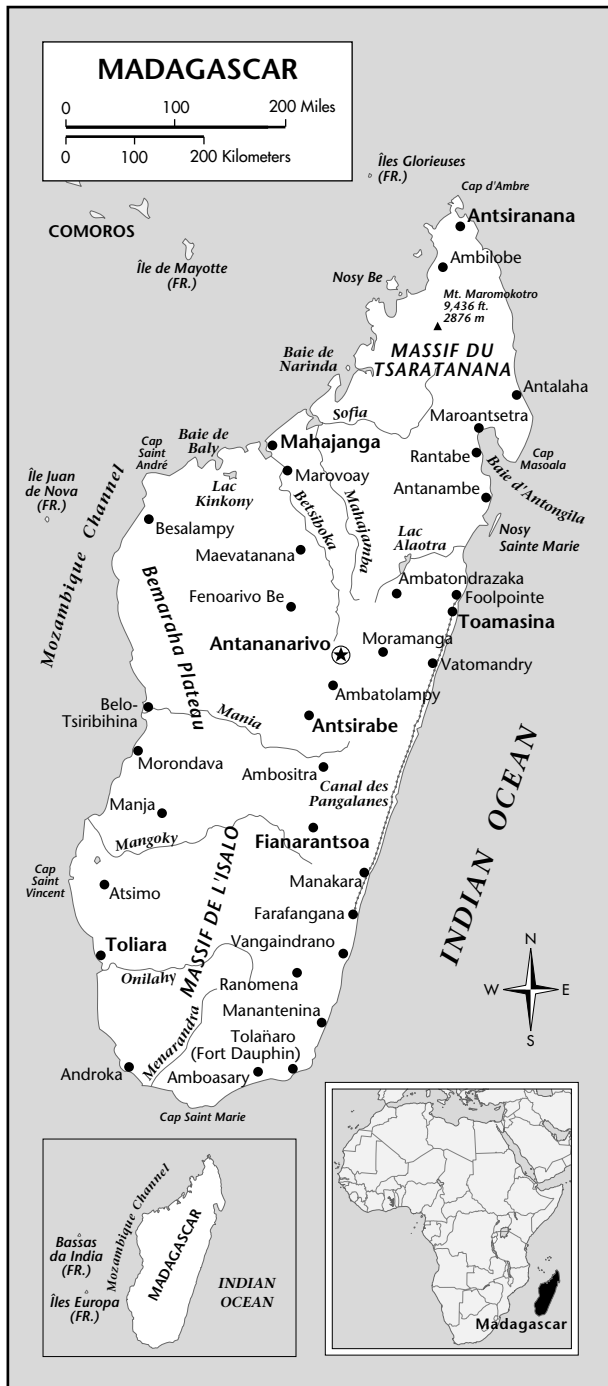 MADAGASCAR
0 100 200 Miles
0 100 200 Kilometers
Îles Glorieuses
(FR.)
Cap d'Ambre
Antsiranana
COMOROS
Île de Mayotte
(FR.)
Ambilobe
Nosy Be
Mt. Maromokotro
9,436 ft.
2876 m
MASSIF DU
TSARATANANA
Baie de
Narinda
Antalaha
Sofia
Maroantsetra
Baie de
Baly
Mahajanga
Cap
Saint
André
Rantabe
Cap
Masoala
Marovoay
Île Juan
de Nova
(FR.)
Lac
Kinkony
Antanambe
Baie d'Antongila
Betsiboka
Mahajamba
Mozambique Channel
Besalampy
Nosy
Sainte Marie
Lac
Alaotra
Maevatanana
Ambatondrazaka
Fenoarivo Be
Foolpointe
Toamasina
Bemaraha Plateau
Antananarivo
Moramanga
Vatomandry
Ambatolampy
Belo-
Tsiribihina
Mania
Antsirabe
Morondava
Ambositra
Canal des
Pangalanes
INDIAN OCEAN
Manja
Mangoky
Fianarantsoa
Cap
Saint
Vincent
Atsimo
MASSIF DE L'ISALO
Manakara
Farafangana
Toliara
Vangaindrano
Onilahy
Ranomena
N
W E
S
Manantenina
Menarandra
Tolañaro
(Fort Dauphin)
Androka
Amboasary
Cap Saint Marie
Mozambique Channel
MADAGASCAR
Bassas
da India
(FR.)
Îles Europa
(FR.)
INDIAN
OCEAN
Madagascar